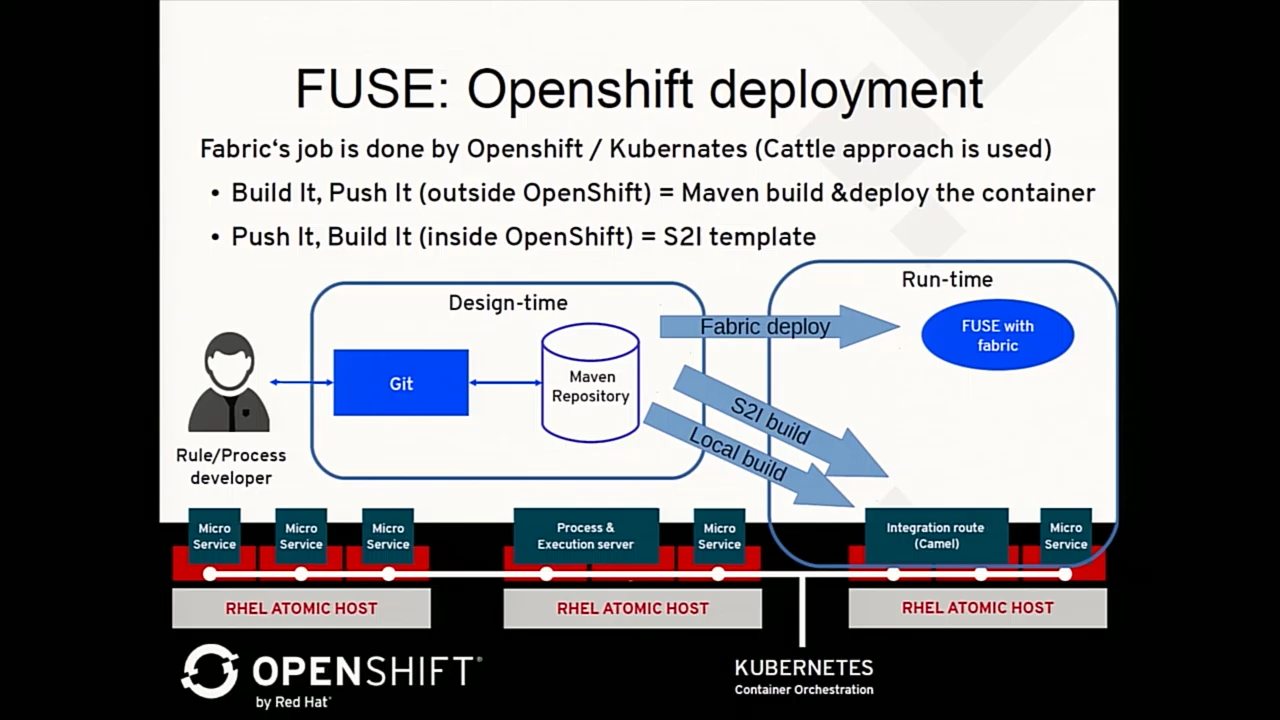 FUSE: Openshift deployment
Fabric‘s job is done by Openshift / Kubernates (Cattle approach is used)
• Build It, Push It (outside OpenShift) = Maven build &deploy the container
• Push It, Build It (inside OpenShift) = S2I template
Design-time
Run-time
Fabric deploy
FUSE with
fabric
Git
Maven
Repository
S2I build
Local build
Rule/Process
developer
Micro
Service
Micro
Service
Micro
Service
Process &
Execution server
Micro
Service
Integration route
(Camel)
Micro
Service
RHEL ATOMIC HOST
RHEL ATOMIC HOST
RHEL ATOMIC HOST
OPENSHIFT
by Red Hat
KUBERNETES
Container Orchestration